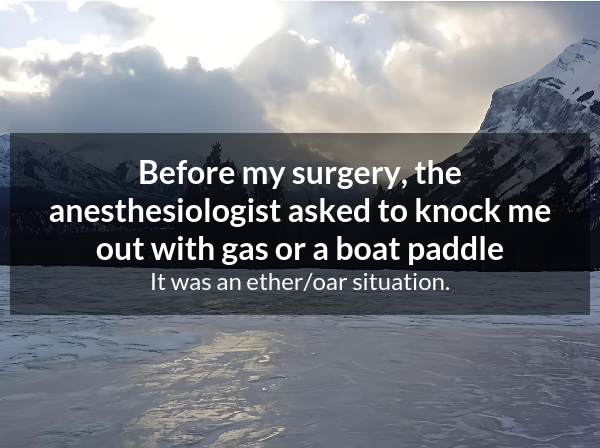 Before my surgery, the
anesthesiologist asked to knock me
out with gas or a boat paddle
It was an ether/oar situation.